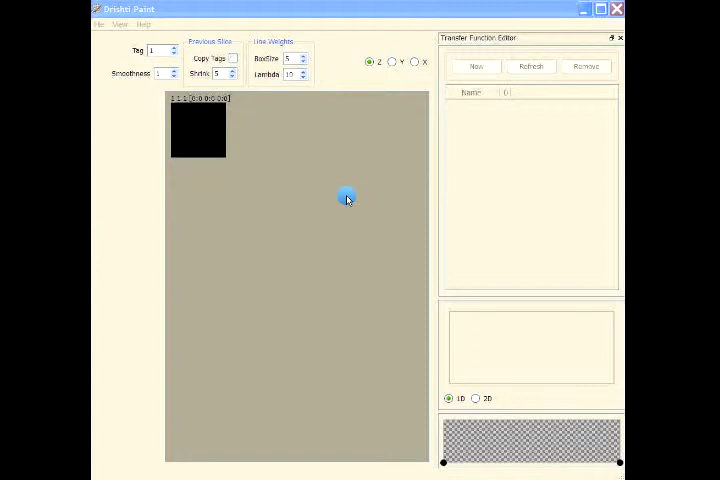 Drishti Paint
File View Help
Transfer Function Editor
Tag 1
Smoothness 1
Previous Slice
Copy Tags
Shrink 5
Line Weights
BoxSize 5
Lambda 10
Z Y X
New Refresh Remove
Name ()
1 1 1 [0:0 0:0 0:0]
1D 2D